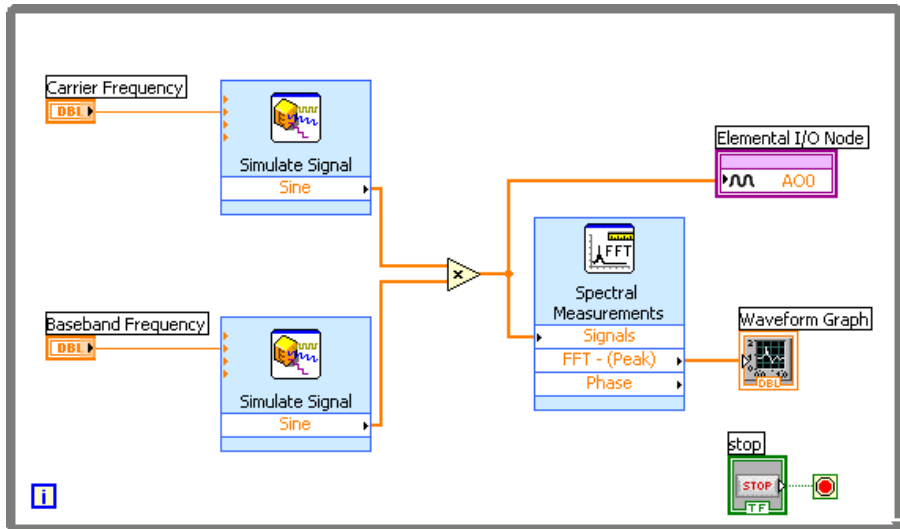 Carrier Frequency
DBL
Simulate Signal
Sine
Elemental I/O Node
AO0
FFT
Spectral
Measurements
Signals
FFT - (Peak)
Phase
Baseband Frequency
DBL
Simulate Signal
Sine
Waveform Graph
DBL
stop
STOP
TF
i